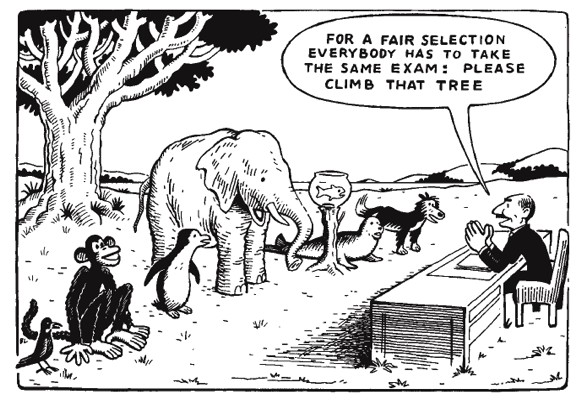 FOR A FAIR SELECTION
EVERYBODY HAS TO TAKE
THE SAME EXAM: PLEASE
CLIMB THAT TREE